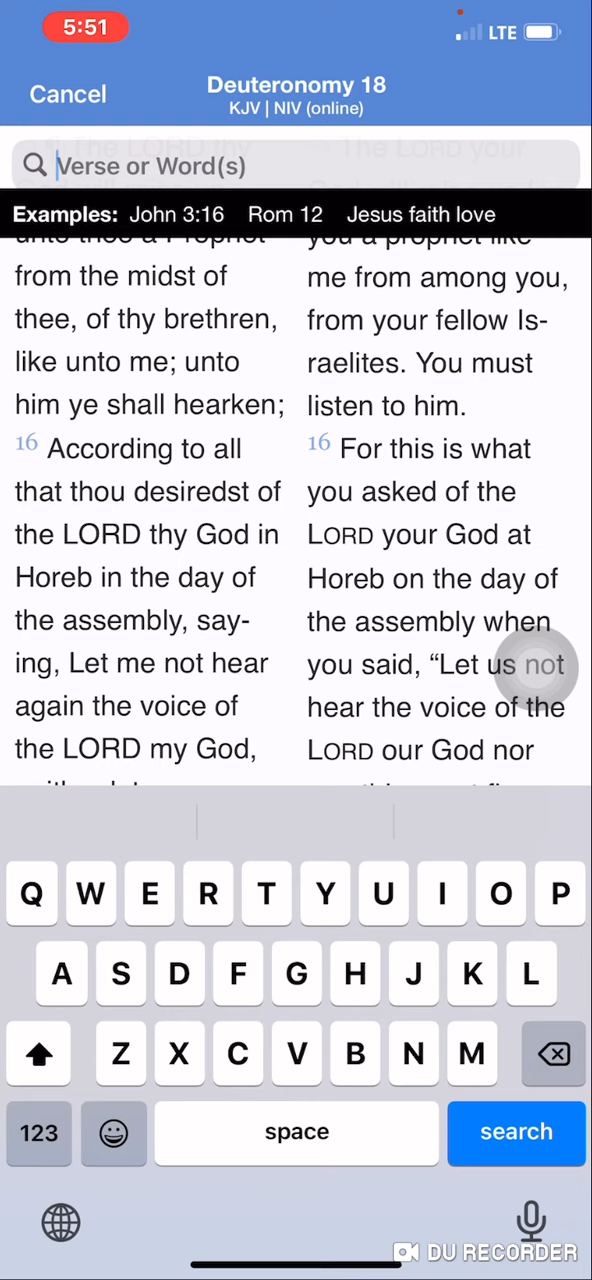 5:51
LTE
Cancel
Deuteronomy 18
KJV | NIV (online)
Verse or Word(s)
Examples: John 3:16 Rom 12 Jesus faith love
unto thee a Prophet
from the midst of
thee, of thy brethren,
like unto me; unto
him ye shall hearken;
16 According to all
that thou desiredst of
the LORD thy God in
Horeb in the day of
the assembly, say-
ing, Let me not hear
again the voice of
the LORD my God,
you a prophet like
me from among you,
from your fellow Is-
raelites. You must
listen to him.
16 For this is what
you asked of the
LORD your God at
Horeb on the day of
the assembly when
you said, “Let us not
hear the voice of the
LORD our God nor
Q W E R T Y U I O P
A S D F G H J K L
Z X C V B N M
123 space search
DU RECORDER